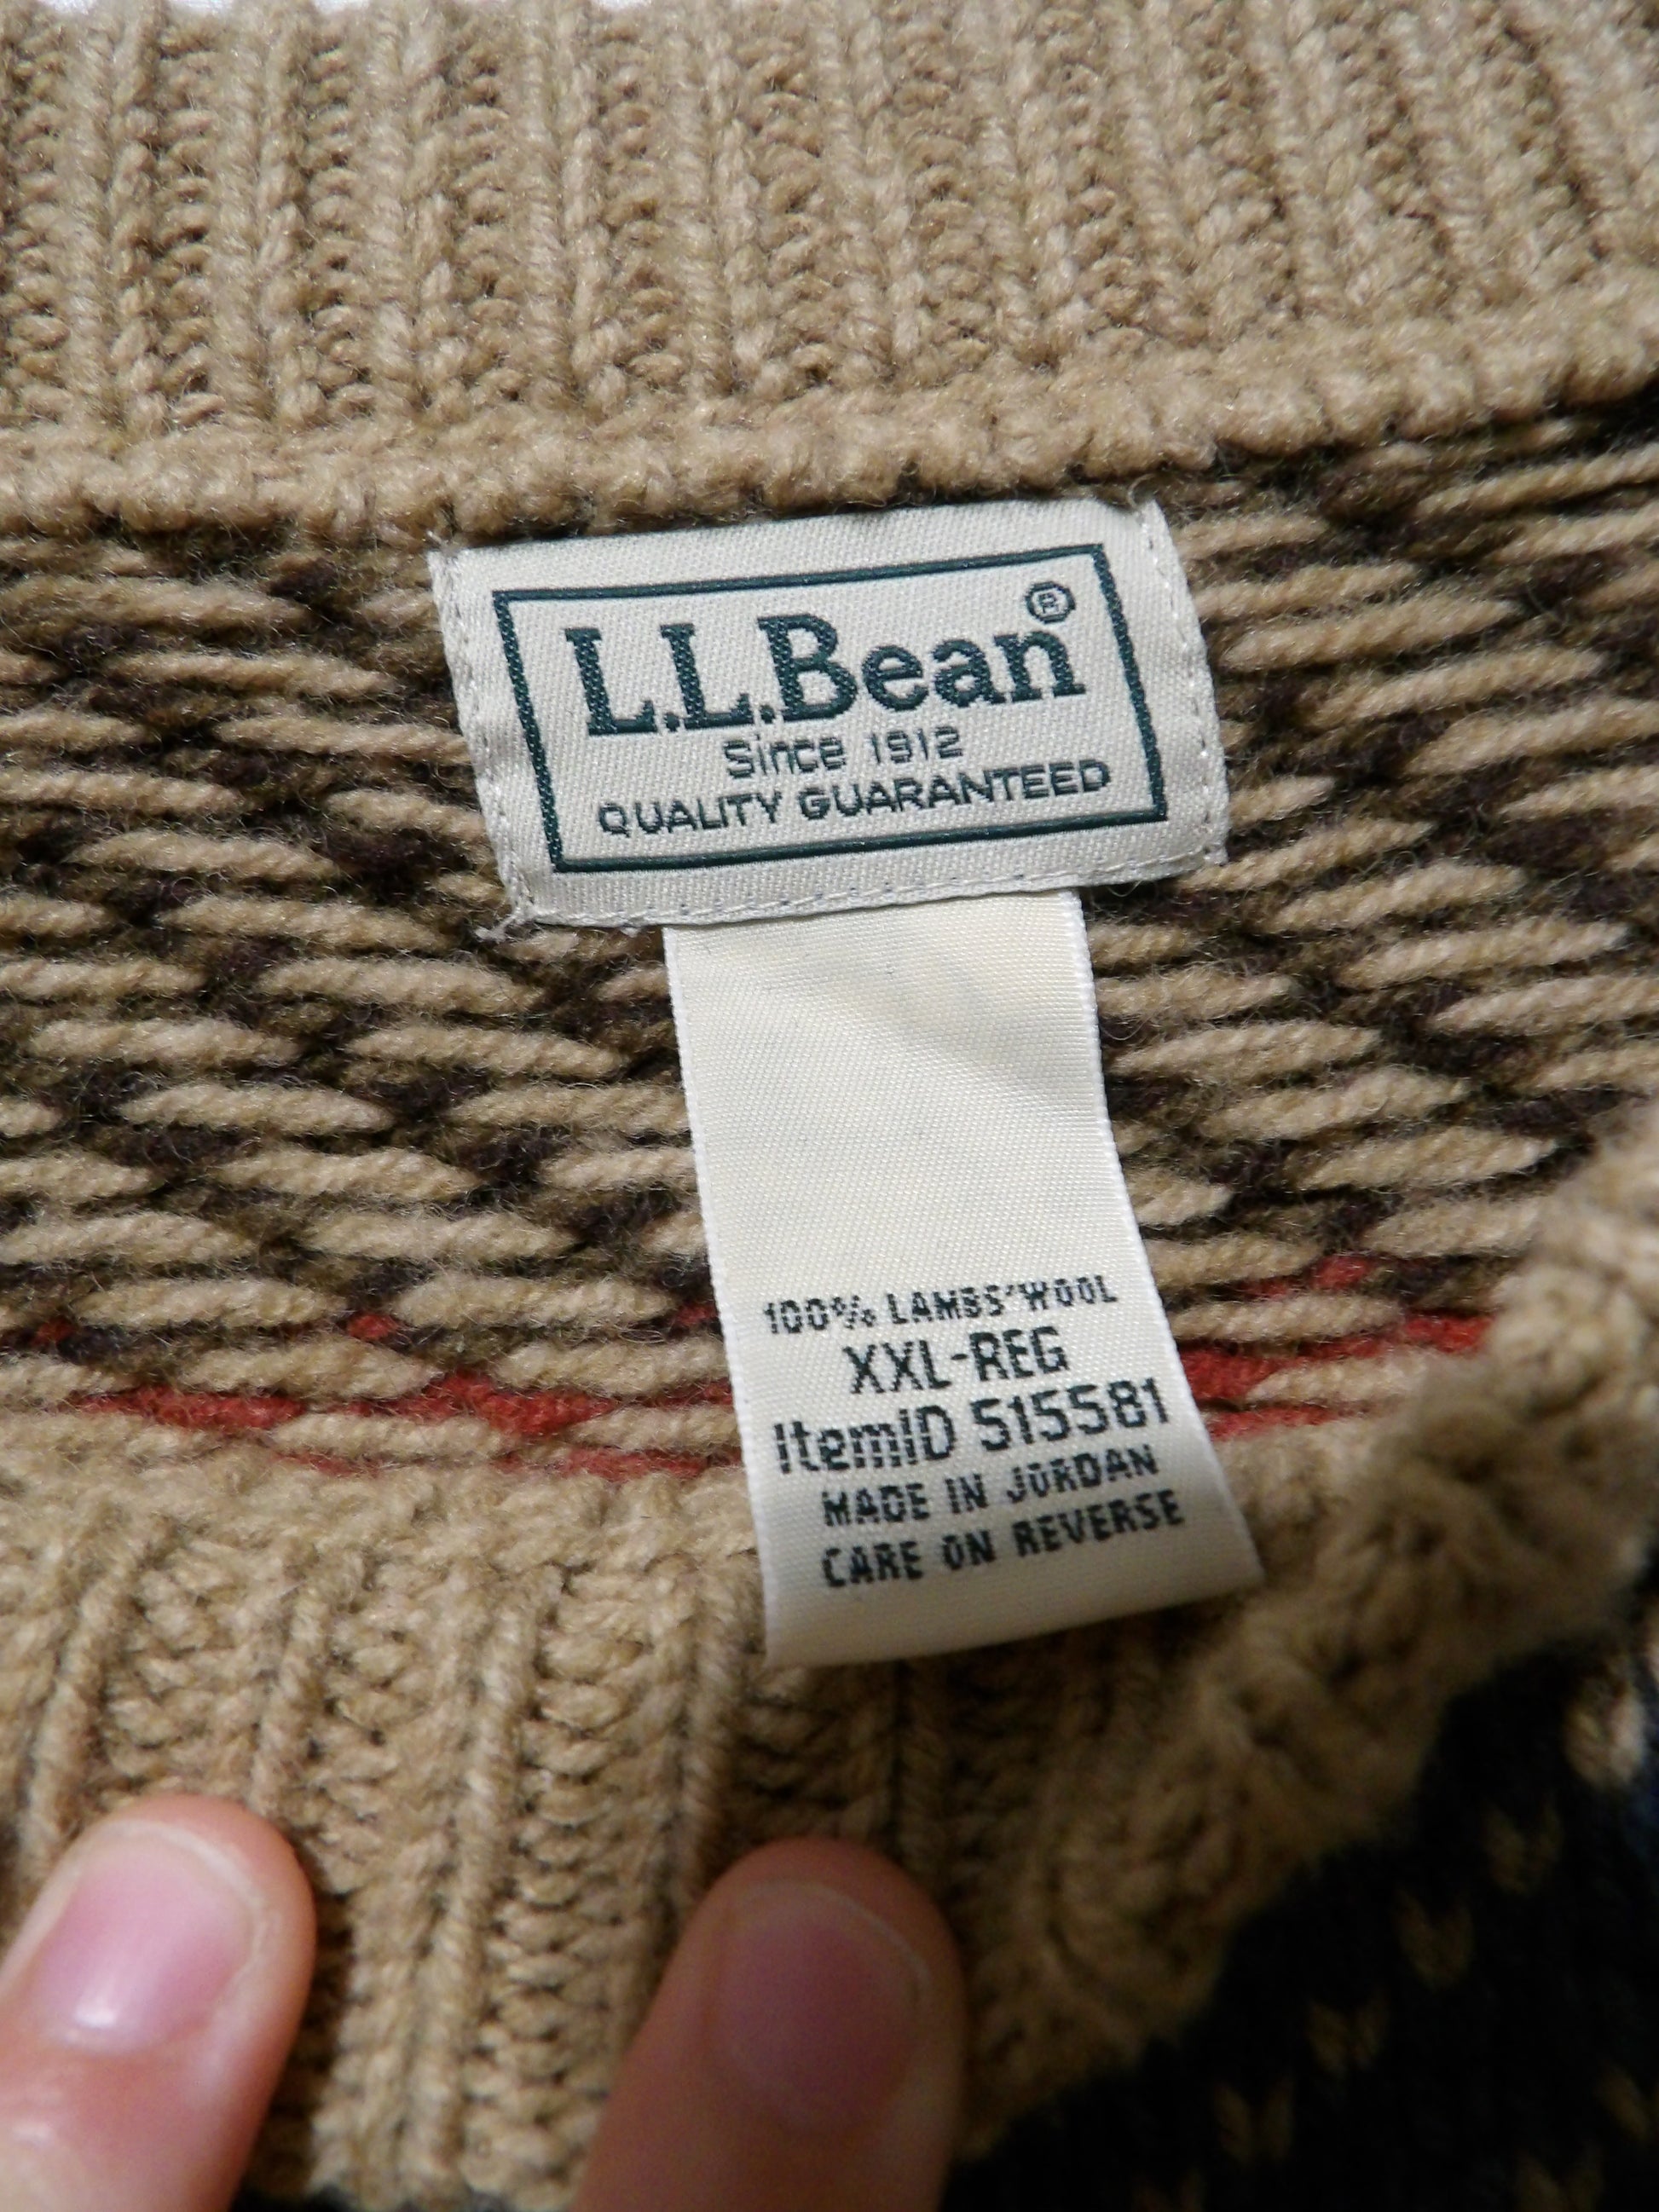 L.L.Bean®
Since 1912
QUALITY GUARANTEED
100% LAMBS' WOOL
XXL-REG
ItemID 515581
MADE IN JORDAN
CARE ON REVERSE